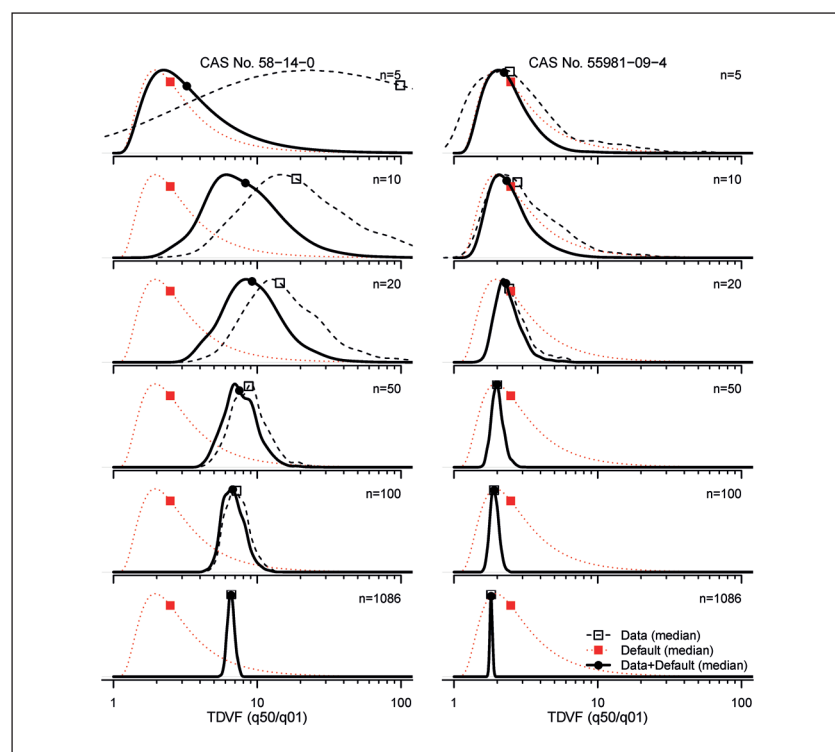 CAS No. 58-14-0
n=5
n=10
n=20
n=50
n=100
n=1086
1 10 100
TDVF (q50/q01)
CAS No. 55981-09-4
n=5
n=10
n=20
n=50
n=100
n=1086
Data (median)
Default (median)
Data+Default (median)
1 10 100
TDVF (q50/q01)